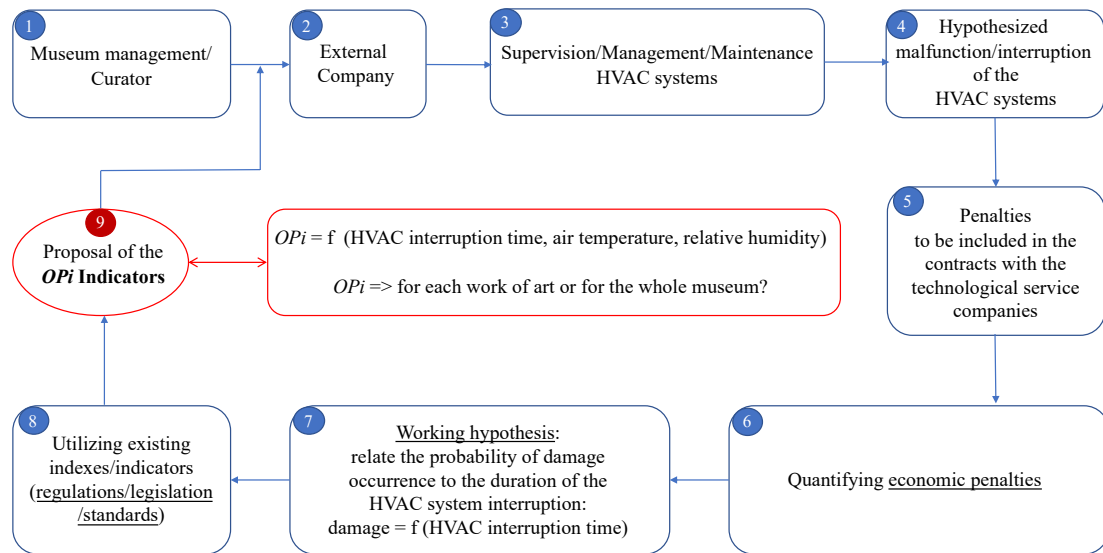 1
Museum management/
Curator
2
External
Company
3
Supervision/Management/Maintenance
HVAC systems
4
Hypothesized
malfunction/interruption
of the
HVAC systems
5
Penalties
to be included in the
contracts with the
technological service
companies
6
Quantifying economic penalties
7
Working hypothesis:
relate the probability of damage
occurrence to the duration of the
HVAC system interruption:
damage = f (HVAC interruption time)
8
Utilizing existing
indexes/indicators
(regulations/legislation
/standards)
9
Proposal of the
OPi Indicators
OPi = f (HVAC interruption time, air temperature, relative humidity)
OPi => for each work of art or for the whole museum?